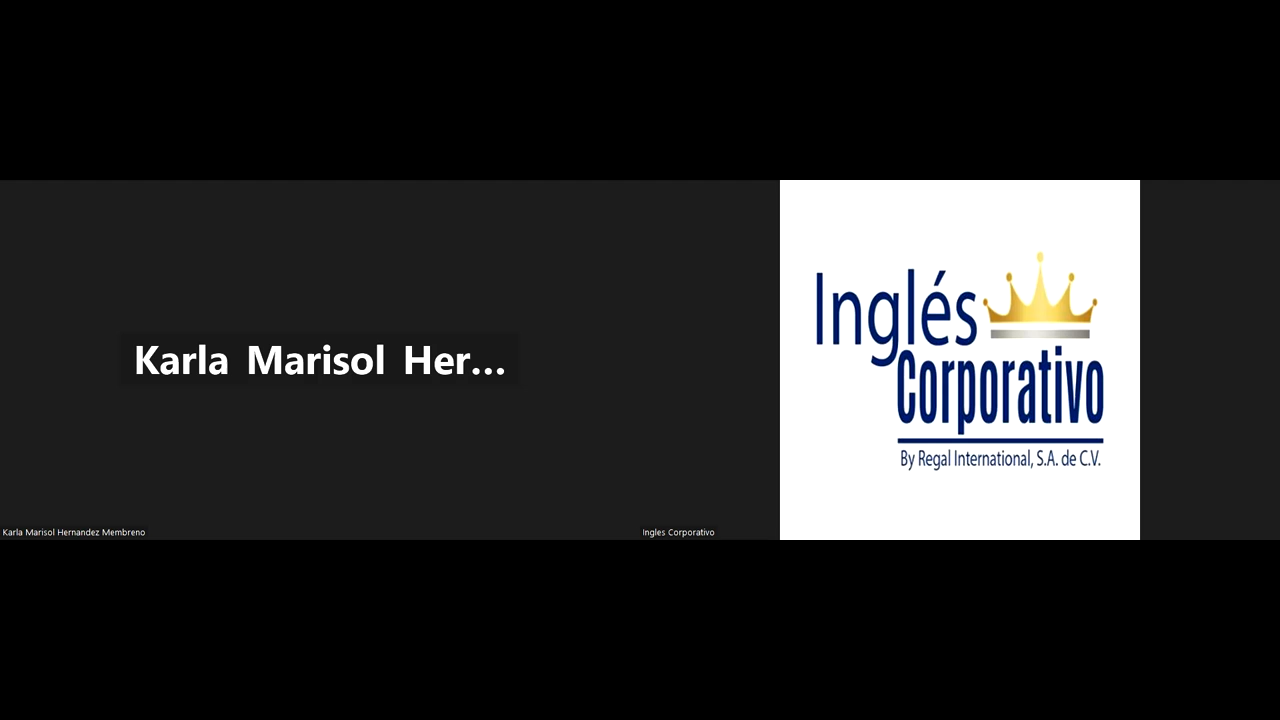 Karla Marisol Her...
Karla Marisol Hernandez Membreno
Inglés
Corporativo
By Regal International, S.A. de C.V.
Ingles Corporativo